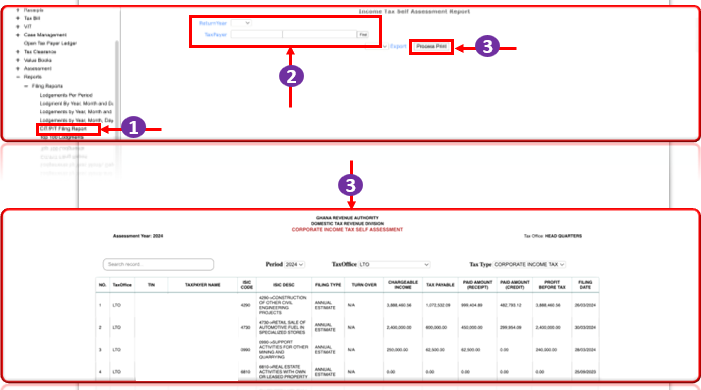 Receipts
Tax Bill
VIT
Case Management
Open Tax Payer Ledger
Tax Clearance
Value Books
Assessment
Reports
Filing Reports
Lodgements Per Period
Lodgment By Year, Month and Da
Lodgements by Year, Month and
Lodgements by Year, Month, Day,
CIT/PIT Filing Report
Top 100 Lodgments
Income Tax Self Assessment Report
ReturnYear
TaxPayer
Find
Export
Process Print
1
2
3
3
GHANA REVENUE AUTHORITY
DOMESTIC TAX REVENUE DIVISION
CORPORATE INCOME TAX SELF ASSESSMENT
Assessment Year: 2024
Tax Office: HEAD QUARTERS
Search record
Period 2024
TaxOffice: LTO
Tax Type: CORPORATE INCOME TAX
NO. TaxOffice TIN TAXPAYER NAME ISIC CODE ISIC DESC FILING TYPE TURN OVER CHARGEABLE INCOME TAX PAYABLE PAID AMOUNT (RECEIPT) PAID AMOUNT (CREDIT) PROFIT BEFORE TAX FILING DATE
1 LTO 4290 4290->CONSTRUCTION OF OTHER CIVIL ENGINEERING PROJECTS ANNUAL ESTIMATE N/A 3,888,460.56 1,072,532.09 999,404.89 482,793.12 3,888,460.56 28/03/2024
2 LTO 4730 4730->RETAIL SALE OF AUTOMOTIVE FUEL IN SPECIALIZED STORES ANNUAL ESTIMATE N/A 2,400,000.00 600,000.00 450,000.00 299,654.09 2,400,000.00 30/03/2024
3 LTO 0990 0990->SUPPORT ACTIVITIES FOR OTHER MINING AND QUARRYING ANNUAL ESTIMATE N/A 250,000.00 62,500.00 62,500.00 0.00 240,000.00 28/03/2024
4 LTO 6810 6810->REAL ESTATE ACTIVITIES WITH OWN OR LEASED PROPERTY ANNUAL ESTIMATE N/A 0.00 0.00 0.00 0.00 0.00 25/09/2023